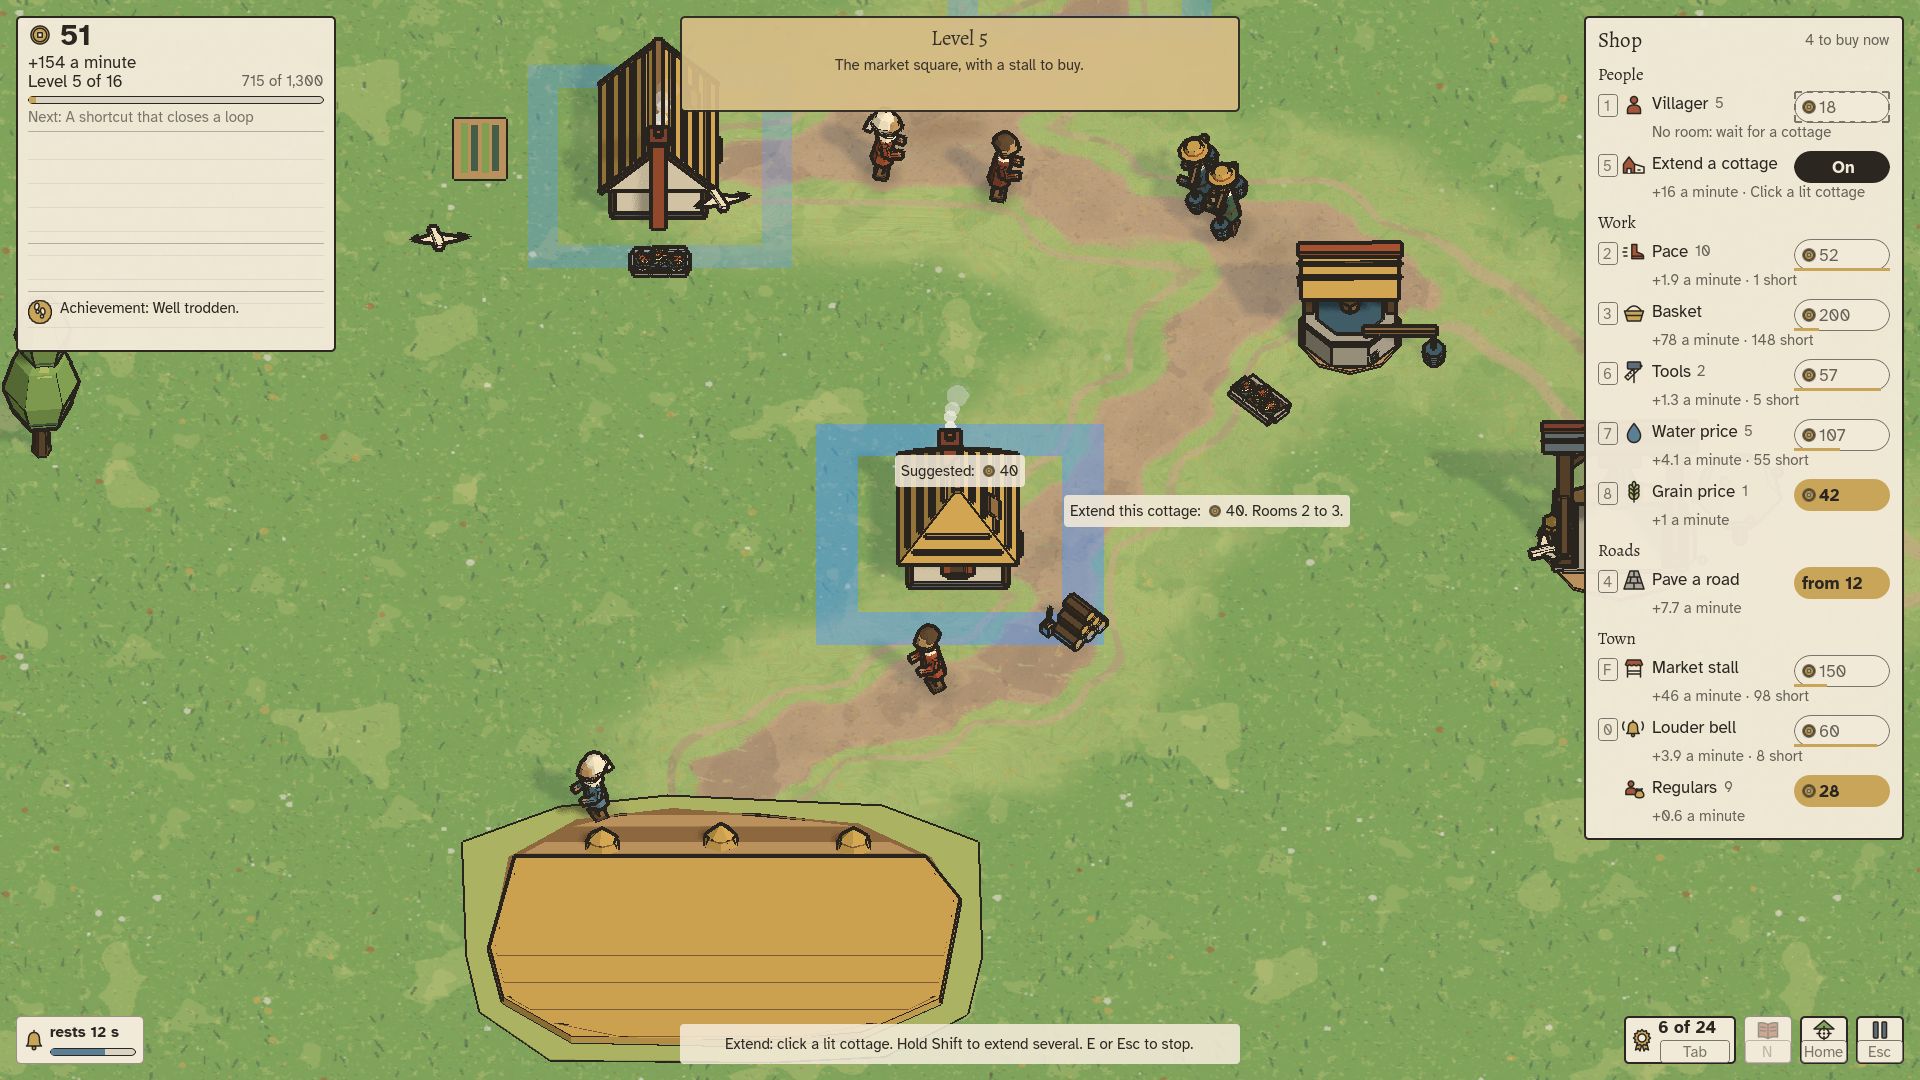 51
+154 a minute
Level 5 of 16 715 of 1,300
Next: A shortcut that closes a loop
Achievement: Well trodden.
Level 5
The market square, with a stall to buy.
Suggested: 40
Extend this cottage: 40. Rooms 2 to 3.
Shop 4 to buy now
People
1 Villager 5 18
No room: wait for a cottage
5 Extend a cottage On
+16 a minute · Click a lit cottage
Work
2 Pace 10 52
+1.9 a minute · 1 short
3 Basket 200
+78 a minute · 148 short
6 Tools 2 57
+1.3 a minute · 5 short
7 Water price 5 107
+4.1 a minute · 55 short
8 Grain price 1 42
+1 a minute
Roads
4 Pave a road from 12
+7.7 a minute
Town
F Market stall 150
+46 a minute · 98 short
0 Louder bell 60
+3.9 a minute · 8 short
Regulars 9 28
+0.6 a minute
rests 12 s
Extend: click a lit cottage. Hold Shift to extend several. E or Esc to stop.
6 of 24
Tab N Home Esc